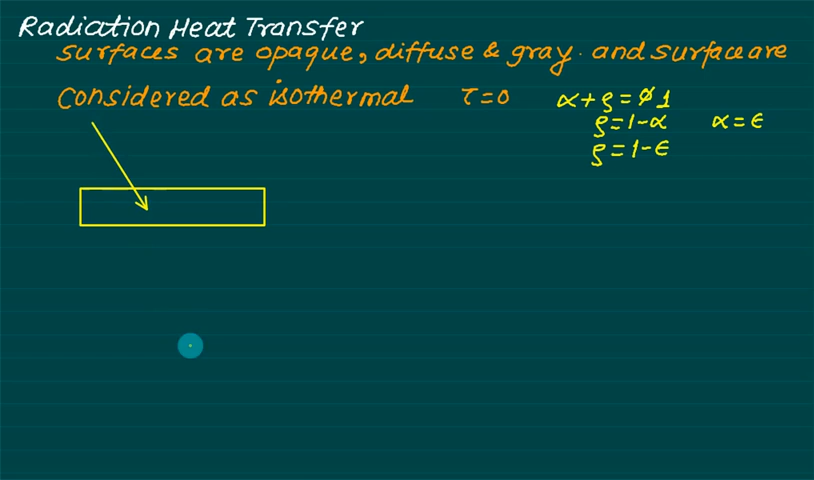 Radiation Heat Transfer
Surfaces are opaque, diffuse & gray. and surface are
Considered as isothermal τ=0 α+ρ=1
ρ=1-α α=ϵ
ρ=1-ϵ